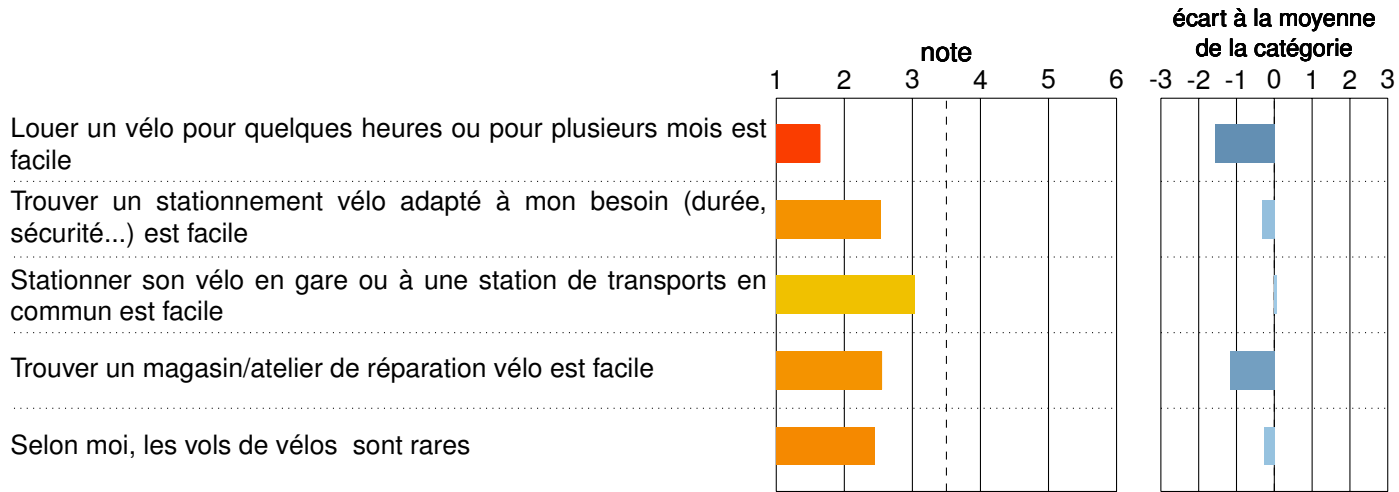 écart à la moyenne
note de la catégorie
1 2 3 4 5 6 -3 -2 -1 0 1 2 3
Louer un vélo pour quelques heures ou pour plusieurs mois est
facile
Trouver un stationnement vélo adapté à mon besoin (durée,
sécurité...) est facile
Stationner son vélo en gare ou à une station de transports en
commun est facile
Trouver un magasin/atelier de réparation vélo est facile
Selon moi, les vols de vélos sont rares